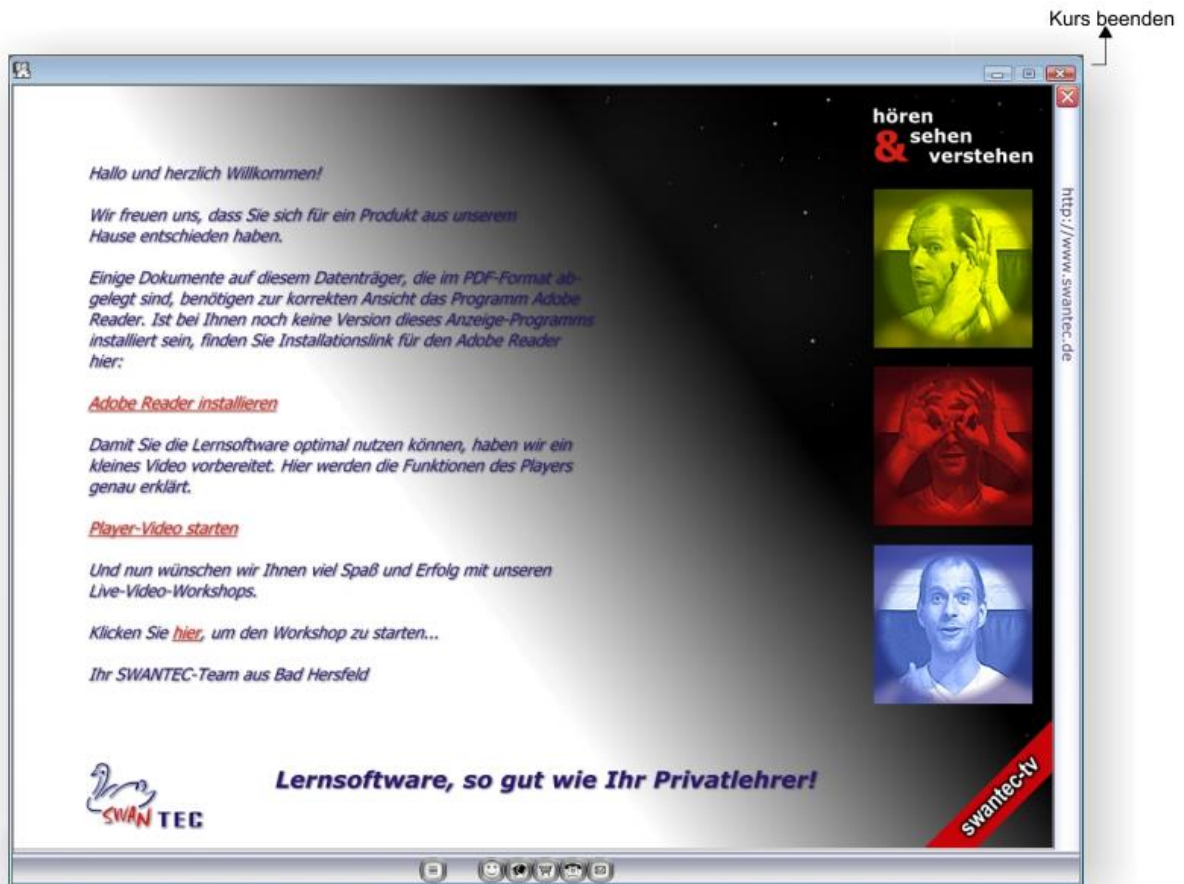 Kurs beenden
hören
& sehen
verstehen
Hallo und herzlich Willkommen!
Wir freuen uns, dass Sie sich für ein Produkt aus unserem
Hause entschieden haben.
Einige Dokumente auf diesem Datenträger, die im PDF-Format ab-
gelegt sind, benötigen zur korrekten Ansicht das Programm Adobe
Reader. Ist bei Ihnen noch keine Version dieses Anzeige-Programms
installiert sein, finden Sie Installationslink für den Adobe Reader
hier:
Adobe Reader installieren
Damit Sie die Lernsoftware optimal nutzen können, haben wir ein
kleines Video vorbereitet. Hier werden die Funktionen des Players
genau erklärt.
Player-Video starten
Und nun wünschen wir Ihnen viel Spaß und Erfolg mit unseren
Live-Video-Workshops.
Klicken Sie hier, um den Workshop zu starten...
Ihr SWANTEC-Team aus Bad Hersfeld
http://www.swantec.de
SWANTEC
Lernsoftware, so gut wie Ihr Privatlehrer!
swantec-tv